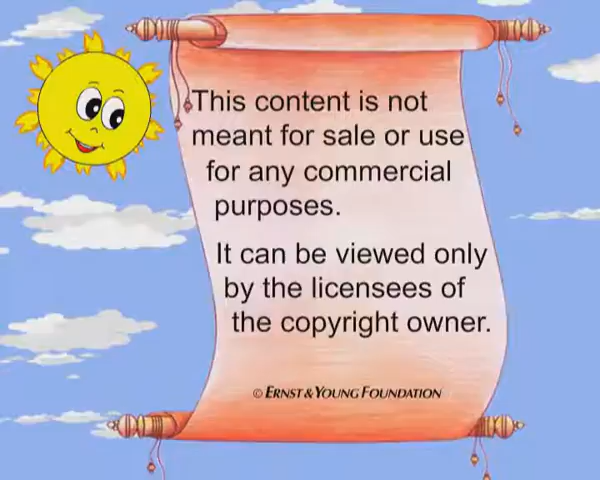 This content is not
meant for sale or use
for any commercial
purposes.
It can be viewed only
by the licensees of
the copyright owner.
© ERNST & YOUNG FOUNDATION